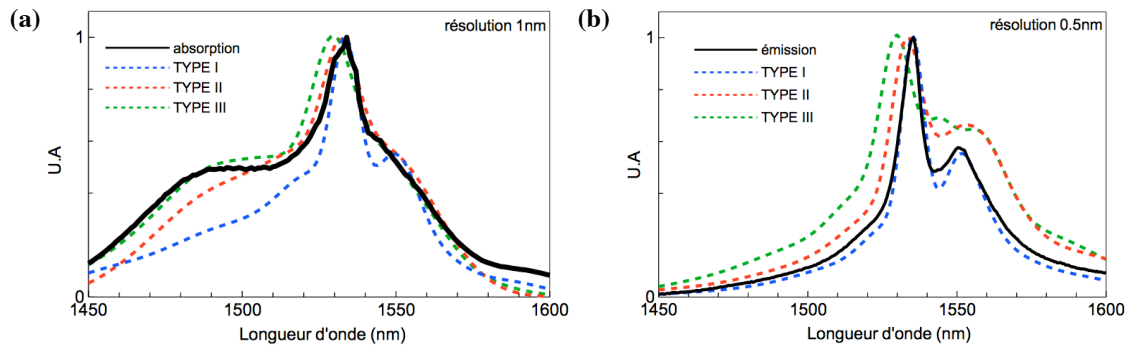 (a)
résolution 1nm
1
absorption
TYPE I
TYPE II
TYPE III
U.A
0
1450
1500
1550
1600
Longueur d'onde (nm)
(b)
résolution 0.5nm
1
émission
TYPE I
TYPE II
TYPE III
U.A
0
1450
1500
1550
1600
Longueur d'onde (nm)